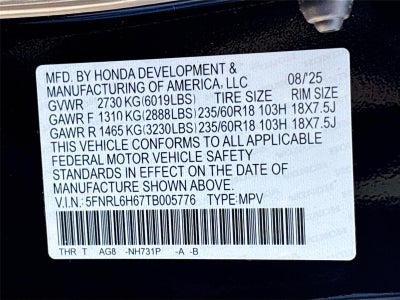 MFD. BY HONDA DEVELOPMENT &
MANUFACTURING OF AMERICA, LLC 08/'25
GVWR 2730 KG(6019LBS) TIRE SIZE RIM SIZE
GAWR F 1310 KG(2888LBS) 235/60R18 103H 18X7.5J
GAWR R 1465 KG(3230LBS) 235/60R18 103H 18X7.5J
THIS VEHICLE CONFORMS TO ALL APPLICABLE
FEDERAL MOTOR VEHICLE SAFETY
STANDARDS IN EFFECT ON THE DATE OF
MANUFACTURE SHOWN ABOVE.
V.I.N.: 5FNRL6H67TB005776 TYPE: MPV
THR T AG8 -NH731P -A -B